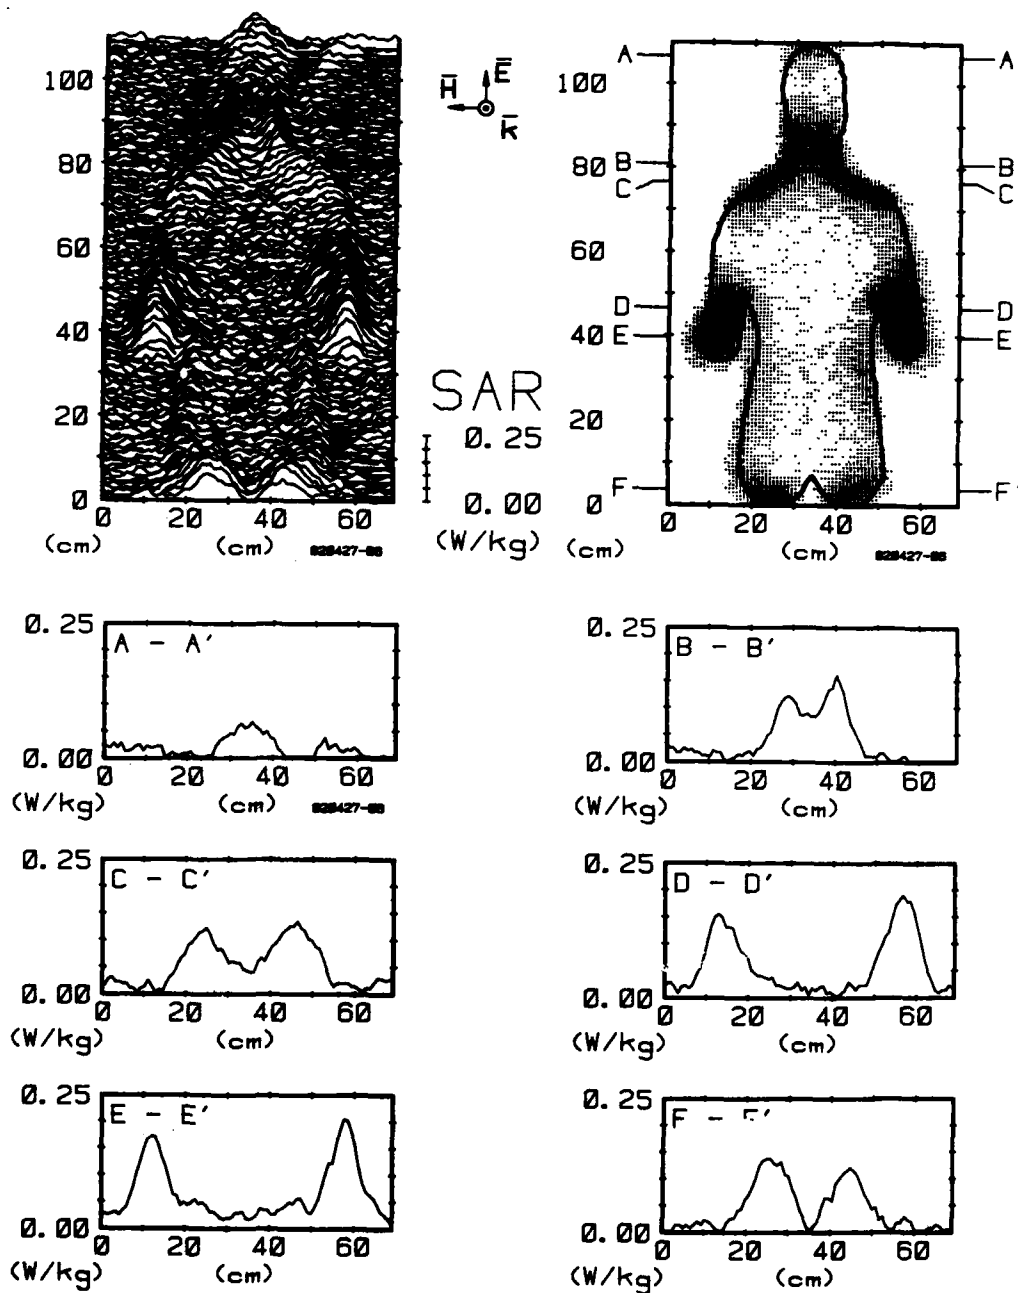 100
80
60
40
20
0
0 20 40 60
(cm) (cm)
H̄ Ē
k̄
SAR
0.25
0.00
(W/kg)
A A
100
B 80 B
C C
60
D D
E 40 E
20
F F'
0
0 20 40 60
(cm) (cm)
0.25
A - A'
0.00
0 20 40 60
(W/kg) (cm)
0.25
B - B'
0.00
0 20 40 60
(W/kg) (cm)
0.25
C - C'
0.00
0 20 40 60
(W/kg) (cm)
0.25
D - D'
0.00
0 20 40 60
(W/kg) (cm)
0.25
E - E'
0.00
0 20 40 60
(W/kg) (cm)
0.25
F -
0.00
0 20 40 60
(W/kg) (cm)